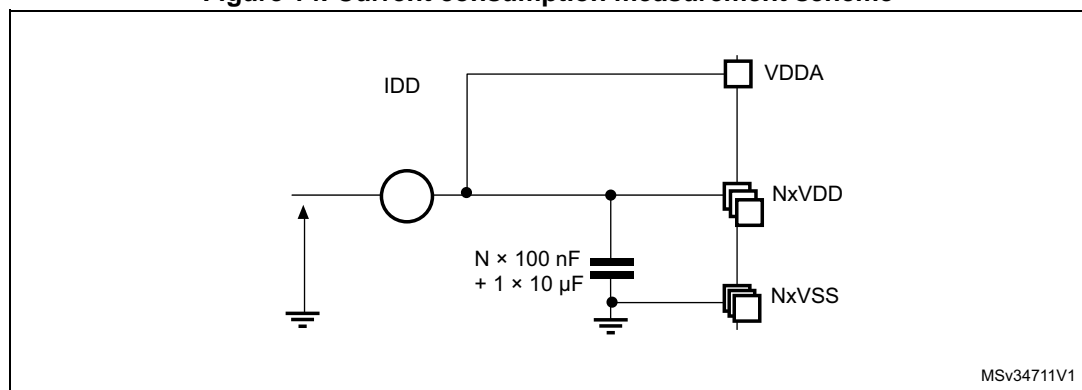 Figure 14. Current consumption measurement scheme
IDD
VDDA
NxVDD
N × 100 nF
+ 1 × 10 µF
NxVSS
MSv34711V1